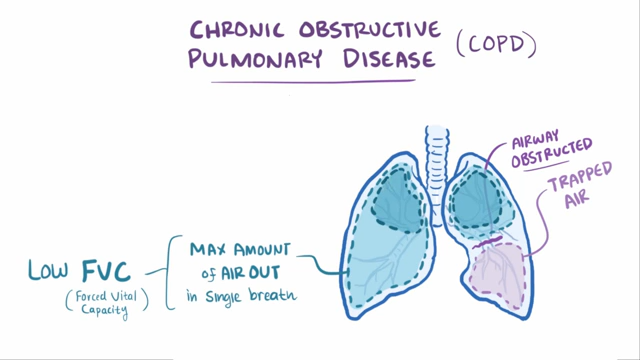 CHRONIC OBSTRUCTIVE
PULMONARY DISEASE (COPD)
AIRWAY
OBSTRUCTED
TRAPPED
AIR
LOW FVC
(Forced Vital
Capacity)
MAX AMOUNT
of AIR OUT
in single breath